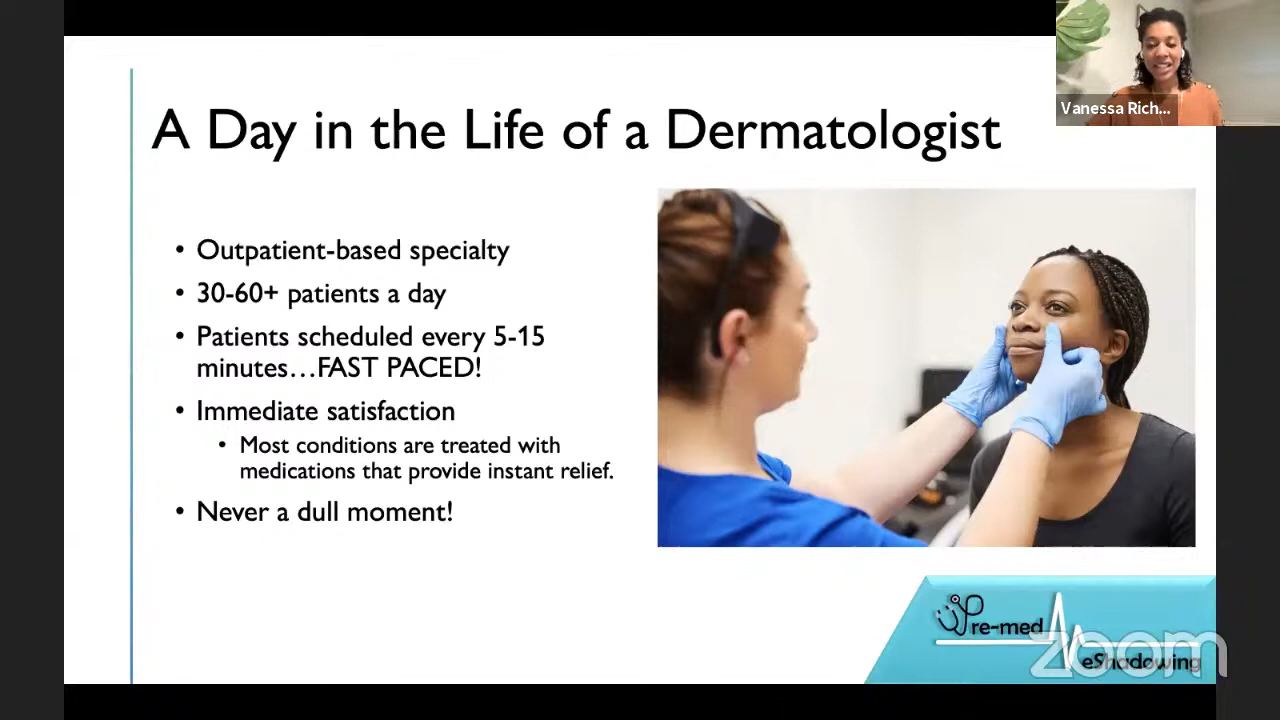 A Day in the Life of a Dermatologist
Vanessa Rich...
• Outpatient-based specialty
• 30-60+ patients a day
• Patients scheduled every 5-15
minutes...FAST PACED!
• Immediate satisfaction
• Most conditions are treated with
medications that provide instant relief.
• Never a dull moment!
Pre-med
eShadowing
zoom